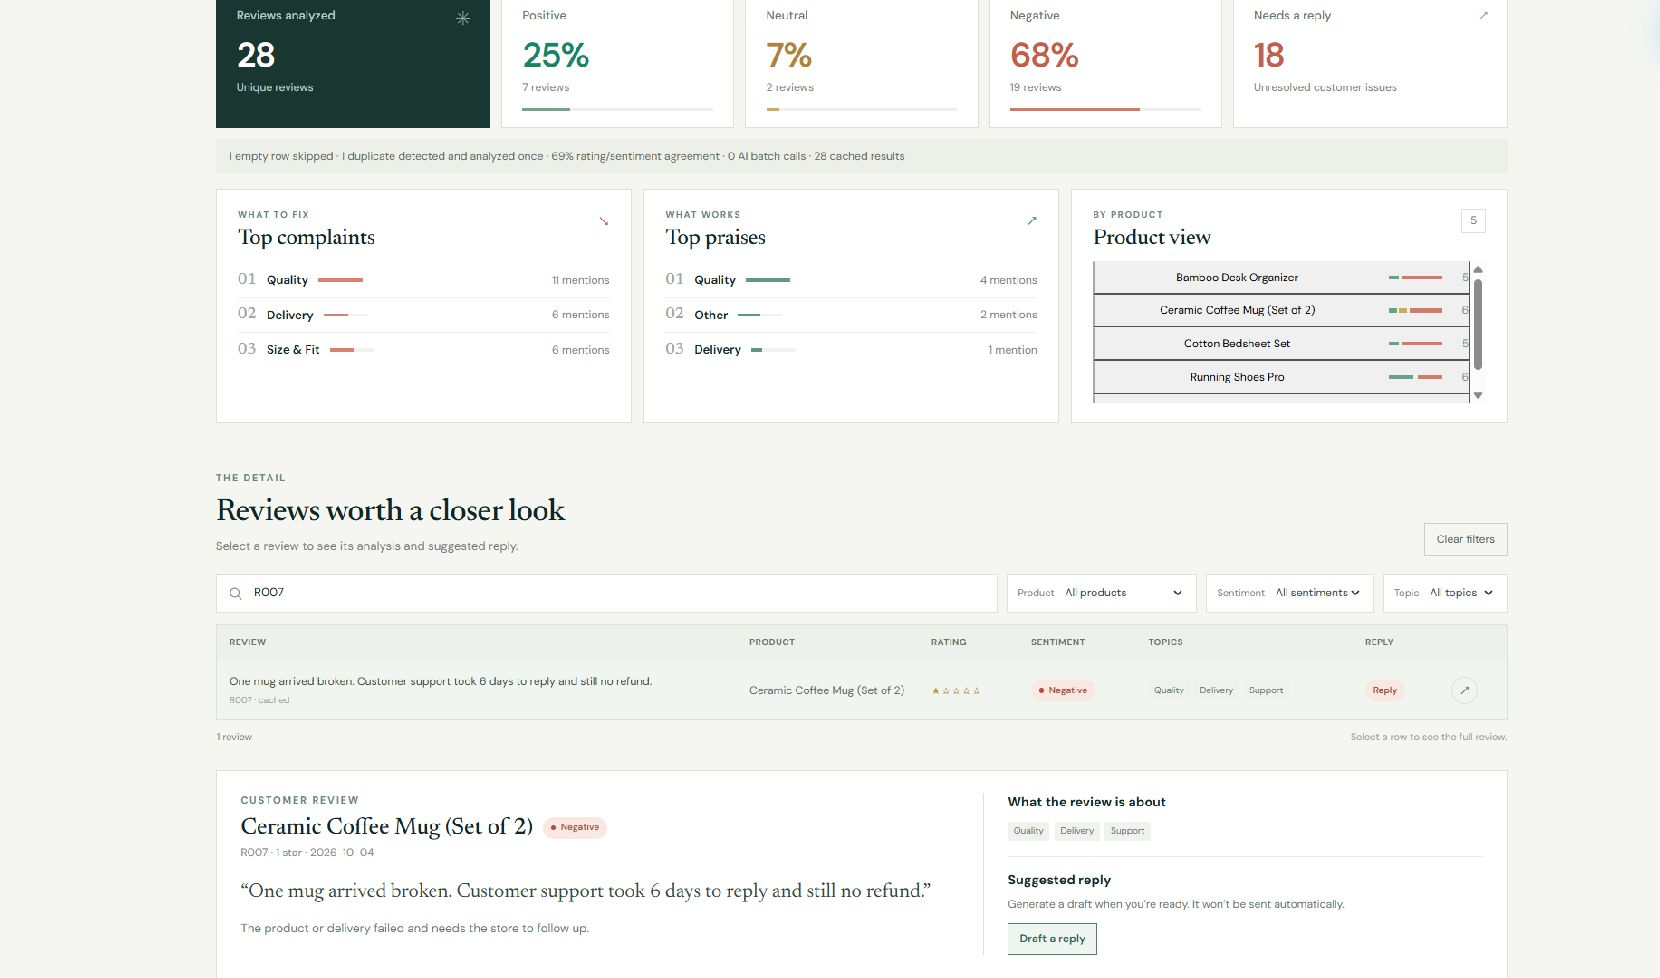 Reviews analyzed
28
Unique reviews
Positive
25%
7 reviews
Neutral
7%
2 reviews
Negative
68%
19 reviews
Needs a reply
18
Unresolved customer issues
1 empty row skipped · 1 duplicate detected and analyzed once · 69% rating/sentiment agreement · 0 AI batch calls · 28 cached results
WHAT TO FIX
Top complaints
01 Quality 11 mentions
02 Delivery 6 mentions
03 Size & Fit 6 mentions
WHAT WORKS
Top praises
01 Quality 4 mentions
02 Other 2 mentions
03 Delivery 1 mention
BY PRODUCT
5
Product view
Bamboo Desk Organizer 5
Ceramic Coffee Mug (Set of 2) 6
Cotton Bedsheet Set 5
Running Shoes Pro 6
THE DETAIL
Reviews worth a closer look
Select a review to see its analysis and suggested reply.
Clear filters
R007
Product All products
Sentiment All sentiments
Topic All topics
REVIEW PRODUCT RATING SENTIMENT TOPICS REPLY
One mug arrived broken. Customer support took 6 days to reply and still no refund.
R007 · cached
Ceramic Coffee Mug (Set of 2) ★☆☆☆☆ Negative Quality Delivery Support Reply
1 review
Select a row to see the full review.
CUSTOMER REVIEW
Ceramic Coffee Mug (Set of 2) Negative
R007 · 1 star · 2026-10-04
“One mug arrived broken. Customer support took 6 days to reply and still no refund.”
The product or delivery failed and needs the store to follow up.
What the review is about
Quality Delivery Support
Suggested reply
Generate a draft when you’re ready. It won’t be sent automatically.
Draft a reply